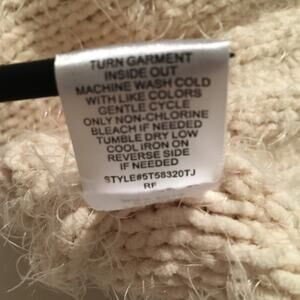 TURN GARMENT
INSIDE OUT
MACHINE WASH COLD
WITH LIKE COLORS
GENTLE CYCLE
ONLY NON-CHLORINE
BLEACH IF NEEDED
TUMBLE DRY LOW
COOL IRON ON
REVERSE SIDE
IF NEEDED
STYLE#5T58320TJ
RF